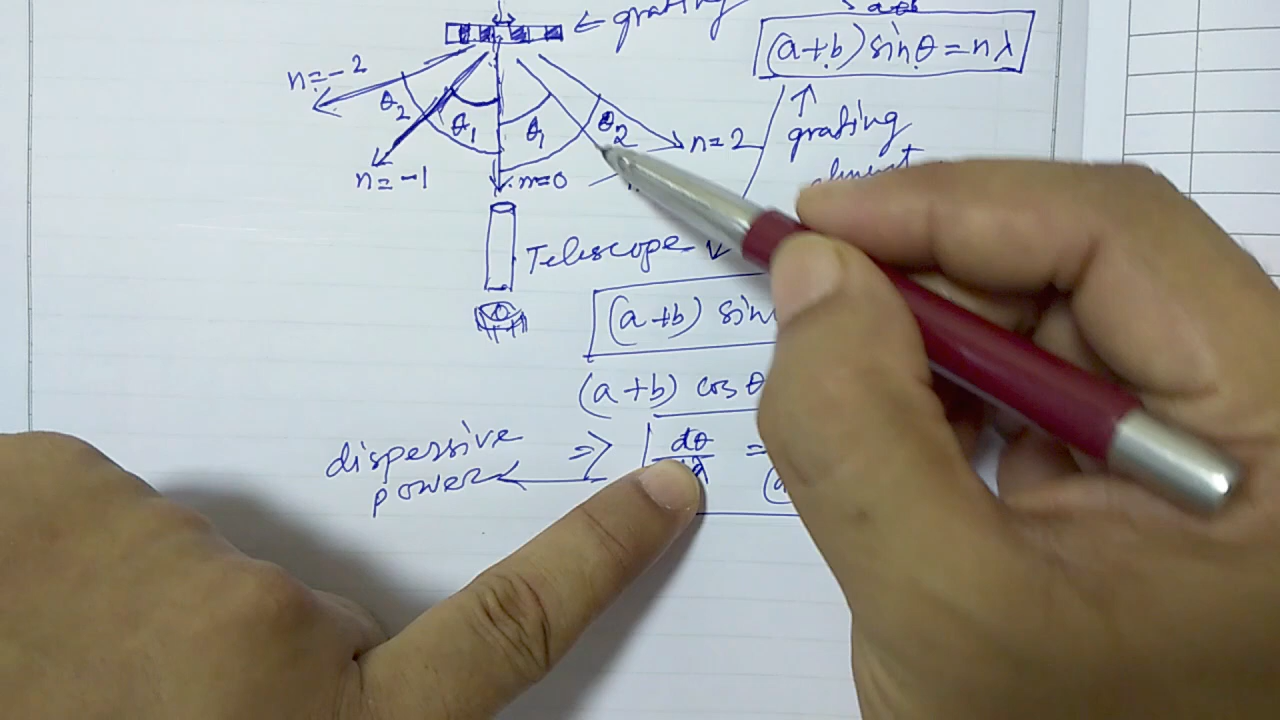 ← grating
a+b
(a+b) sinθ = nλ
n=-2
θ2
θ1
θ1
θ2
n=2
↑
grating
n=-1
n=0
Telescope
(a+b) sin
(a+b) cos θ
dispersive
power
⇒ dθ =
(a